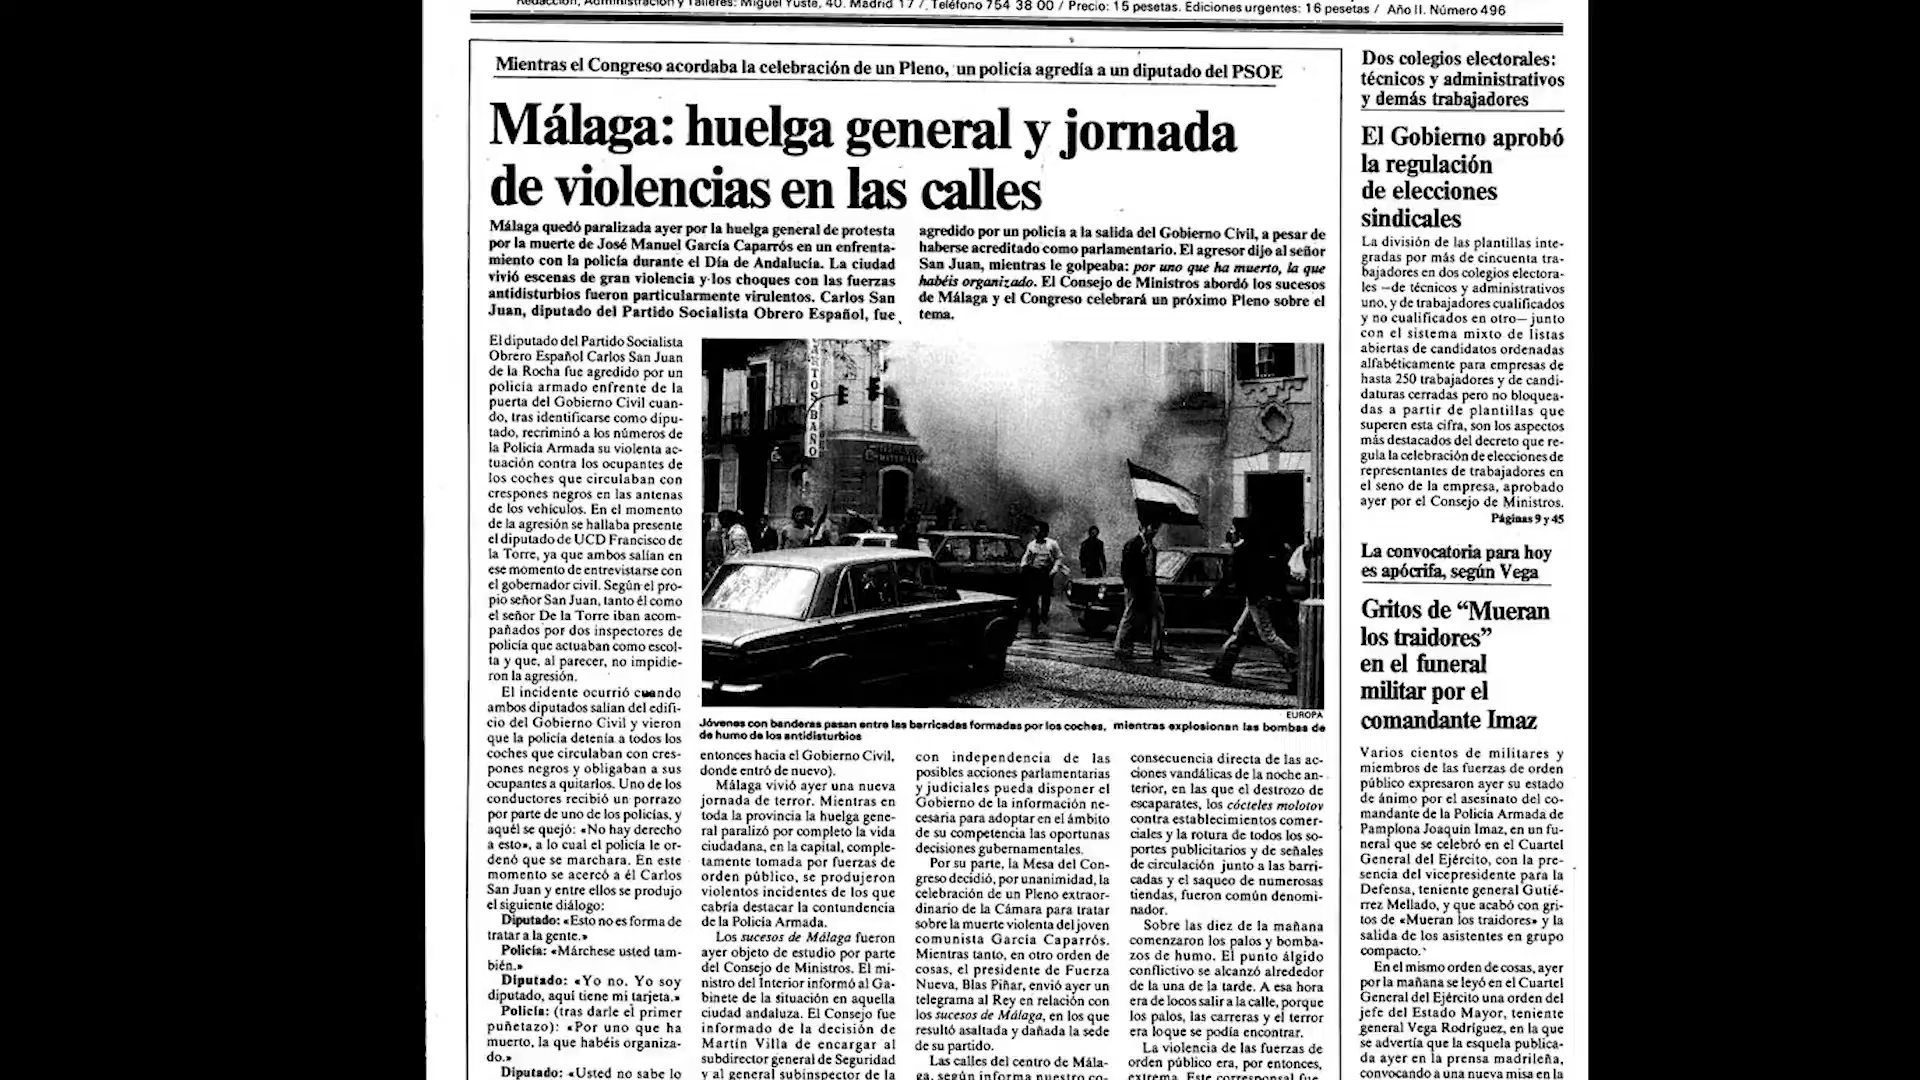 Redacción, Administración y Talleres: Miguel Yuste, 40. Madrid 17 / Teléfono 754 38 00 / Precio: 15 pesetas. Ediciones urgentes: 16 pesetas / Año II. Número 496
Mientras el Congreso acordaba la celebración de un Pleno, un policía agredía a un diputado del PSOE
Málaga: huelga general y jornada
de violencias en las calles
Málaga quedó paralizada ayer por la huelga general de protesta
por la muerte de José Manuel García Caparrós en un enfrenta-
miento con la policía durante el Día de Andalucía. La ciudad
vivió escenas de gran violencia y los choques con las fuerzas
antidisturbios fueron particularmente virulentos. Carlos San
Juan, diputado del Partido Socialista Obrero Español, fue
agredido por un policía a la salida del Gobierno Civil, a pesar de
haberse acreditado como parlamentario. El agresor dijo al señor
San Juan, mientras le golpeaba: por uno que ha muerto, la que
habéis organizado. El Consejo de Ministros abordó los sucesos
de Málaga y el Congreso celebrará un próximo Pleno sobre el
tema.
El diputado del Partido Socialista
Obrero Español Carlos San Juan
de la Rocha fue agredido por un
policía armado enfrente de la
puerta del Gobierno Civil cuan-
do, tras identificarse como dipu-
tado, recriminó a los números de
la Policía Armada su violenta ac-
tuación contra los ocupantes de
los coches que circulaban con
crespones negros en las antenas
de los vehículos. En el momento
de la agresión se hallaba presente
el diputado de UCD Francisco de
la Torre, ya que ambos salían en
ese momento de entrevistarse con
el gobernador civil. Según el pro-
pio señor San Juan, tanto él como
el señor De la Torre iban acom-
pañados por dos inspectores de
policía que actuaban como escol-
ta y que, al parecer, no impidie-
ron la agresión.
El incidente ocurrió cuando
ambos diputados salían del edifi-
cio del Gobierno Civil y vieron
que la policía detenía a todos los
coches que circulaban con cres-
pones negros y obligaban a sus
ocupantes a quitarlos. Uno de los
conductores recibió un porrazo
por parte de uno de los policías, y
aquél se quejó: «No hay derecho
a esto», a lo cual el policía le or-
denó que se marchara. En este
momento se acercó a él Carlos
San Juan y entre ellos se produjo
el siguiente diálogo:
Diputado: «Esto no es forma de
tratar a la gente.»
Policía: «Márchese usted tam-
bién.»
Diputado: «Yo no. Yo soy
diputado, aquí tiene mi tarjeta.»
Policía: (tras darle el primer
puñetazo): «Por uno que ha
muerto, la que habéis organiza-
do.»
Diputado: «Usted no sabe lo
TOS BAÑO
EUROPA
Jóvenes con banderas pasan entre las barricadas formadas por los coches, mientras explosionan las bombas de
de humo de los antidisturbios
entonces hacia el Gobierno Civil,
donde entró de nuevo).
Málaga vivió ayer una nueva
jornada de terror. Mientras en
toda la provincia la huelga gene-
ral paralizó por completo la vida
ciudadana, en la capital, comple-
tamente tomada por fuerzas de
orden público, se produjeron
violentos incidentes de los que
cabría destacar la contundencia
de la Policía Armada.
Los sucesos de Málaga fueron
ayer objeto de estudio por parte
del Consejo de Ministros. El mi-
nistro del Interior informó al Ga-
binete de la situación en aquella
ciudad andaluza. El Consejo fue
informado de la decisión de
Martín Villa de encargar al
subdirector general de Seguridad
y al general subinspector de la
con independencia de las
posibles acciones parlamentarias
y judiciales pueda disponer el
Gobierno de la información ne-
cesaria para adoptar en el ámbito
de su competencia las oportunas
decisiones gubernamentales.
Por su parte, la Mesa del Con-
greso decidió, por unanimidad, la
celebración de un Pleno extraor-
dinario de la Cámara para tratar
sobre la muerte violenta del joven
comunista García Caparrós.
Mientras tanto, en otro orden de
cosas, el presidente de Fuerza
Nueva, Blas Piñar, envió ayer un
telegrama al Rey en relación con
los sucesos de Málaga, en los que
resultó asaltada y dañada la sede
de su partido.
Las calles del centro de Mála-
ga, según informa nuestro co-
consecuencia directa de las ac-
ciones vandálicas de la noche an-
terior, en las que el destrozo de
escaparates, los cócteles molotov
contra establecimientos comer-
ciales y la rotura de todos los so-
portes publicitarios y de señales
de circulación junto a las barri-
cadas y el saqueo de numerosas
tiendas, fueron común denomi-
nador.
Sobre las diez de la mañana
comenzaron los palos y bomba-
zos de humo. El punto álgido
conflictivo se alcanzó alrededor
de la una de la tarde. A esa hora
era de locos salir a la calle, porque
los palos, las carreras y el terror
era lo que se podía encontrar.
La violencia de las fuerzas de
orden público era, por entonces,
extrema. Este corresponsal fue,
Dos colegios electorales:
técnicos y administrativos
y demás trabajadores
El Gobierno aprobó
la regulación
de elecciones
sindicales
La división de las plantillas inte-
gradas por más de cincuenta tra-
bajadores en dos colegios electora-
les —de técnicos y administrativos
uno, y de trabajadores cualificados
y no cualificados en otro— junto
con el sistema mixto de listas
abiertas de candidatos ordenadas
alfabéticamente para empresas de
hasta 250 trabajadores y de candi-
daturas cerradas pero no bloquea-
das a partir de plantillas que
superen esta cifra, son los aspectos
más destacados del decreto que re-
gula la celebración de elecciones de
representantes de trabajadores en
el seno de la empresa, aprobado
ayer por el Consejo de Ministros.
Páginas 9 y 45
La convocatoria para hoy
es apócrifa, según Vega
Gritos de “Mueran
los traidores”
en el funeral
militar por el
comandante Imaz
Varios cientos de militares y
miembros de las fuerzas de orden
público expresaron ayer su estado
de ánimo por el asesinato del co-
mandante de la Policía Armada de
Pamplona Joaquín Imaz, en un fu-
neral que se celebró en el Cuartel
General del Ejército, con la pre-
sencia del vicepresidente para la
Defensa, teniente general Gutié-
rrez Mellado, y que acabó con gri-
tos de «Mueran los traidores» y la
salida de los asistentes en grupo
compacto.
En el mismo orden de cosas, ayer
por la mañana se leyó en el Cuartel
General del Ejército una orden del
jefe del Estado Mayor, teniente
general Vega Rodríguez, en la que
se advertía que la esquela publica-
da ayer en la prensa madrileña,
convocando a una nueva misa en la